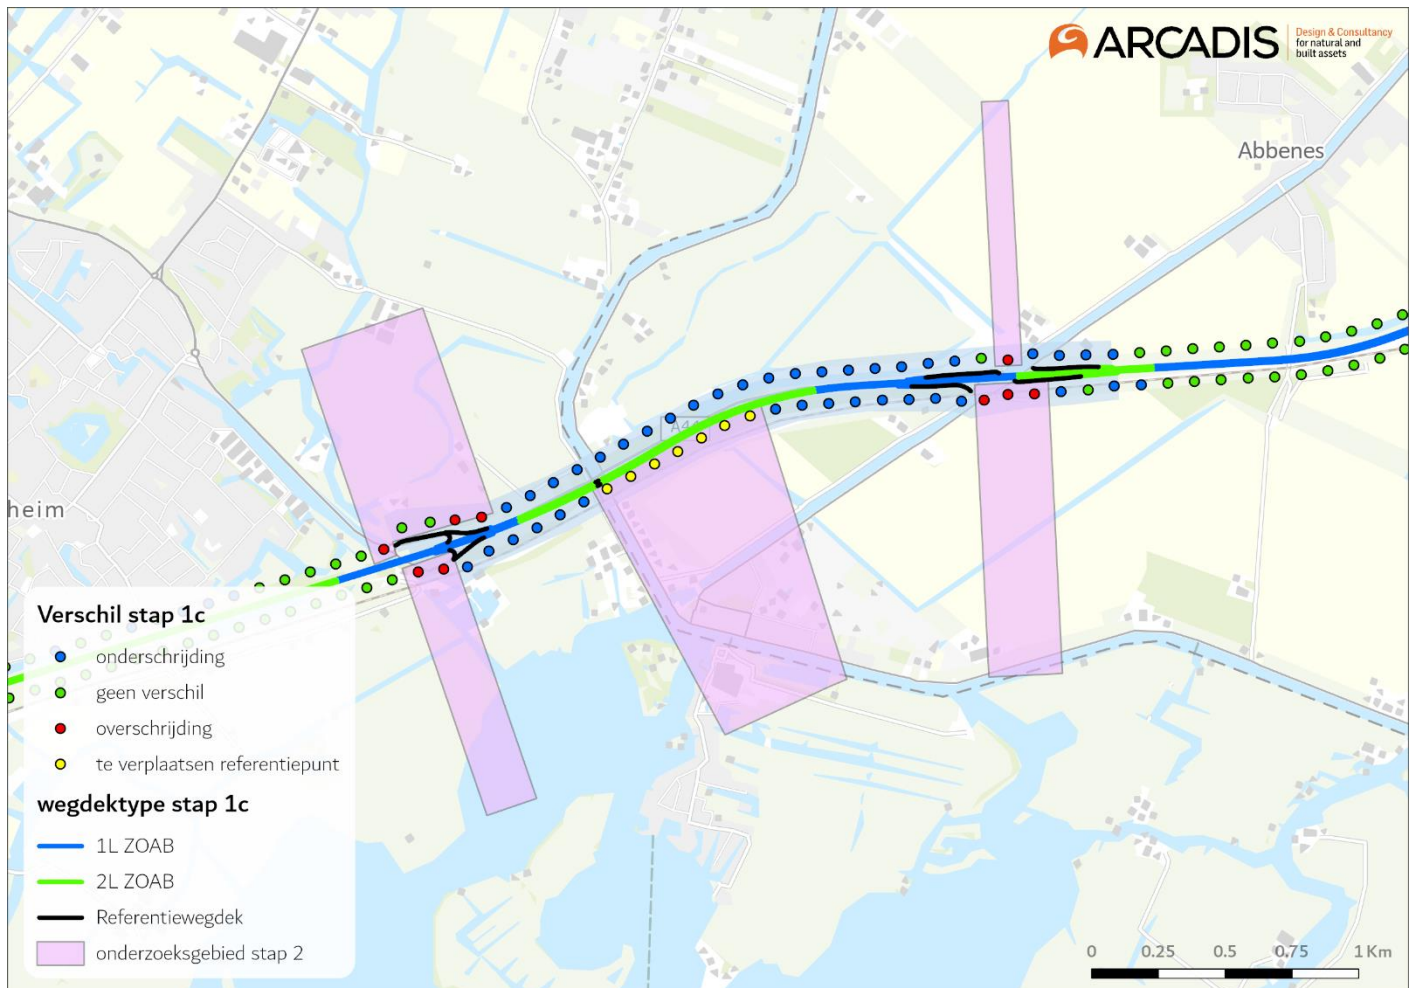 ARCADIS
Design & Consultancy
for natural and
built assets
Abbenes
A44
heim
Verschil stap 1c
onderschrijding
geen verschil
overschrijding
te verplaatsen referentiepunt
wegdektype stap 1c
1L ZOAB
2L ZOAB
Referentiewegdek
onderzoeksgebied stap 2
0 0.25 0.5 0.75 1 Km